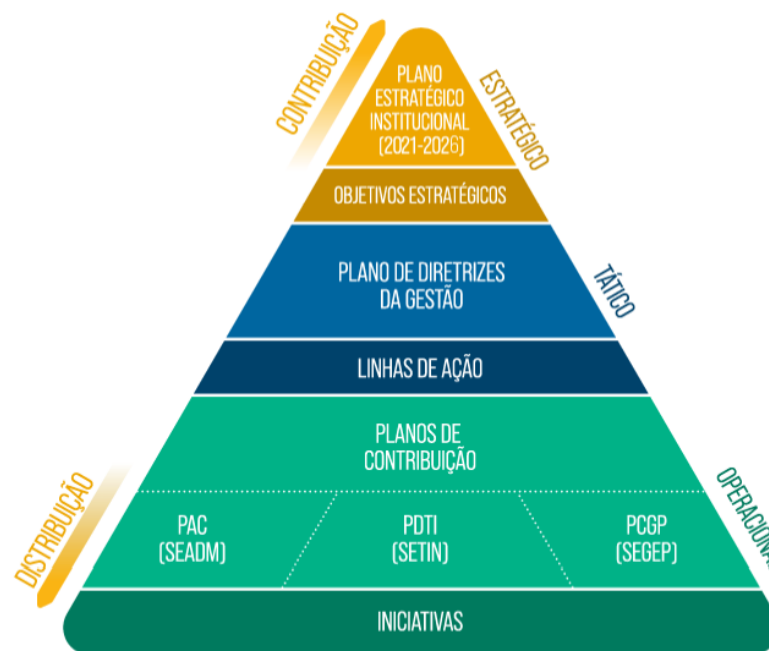 CONTRIBUIÇÃO
PLANO
ESTRATÉGICO
INSTITUCIONAL
(2021-2026)
ESTRATÉGICO
OBJETIVOS ESTRATÉGICOS
PLANO DE DIRETRIZES
DA GESTÃO
TÁTICO
LINHAS DE AÇÃO
PLANOS DE
CONTRIBUIÇÃO
DISTRIBUIÇÃO
PAC
(SEADM)
PDTI
(SETIN)
PCGP
(SEGEP)
OPERACIONAL
INICIATIVAS